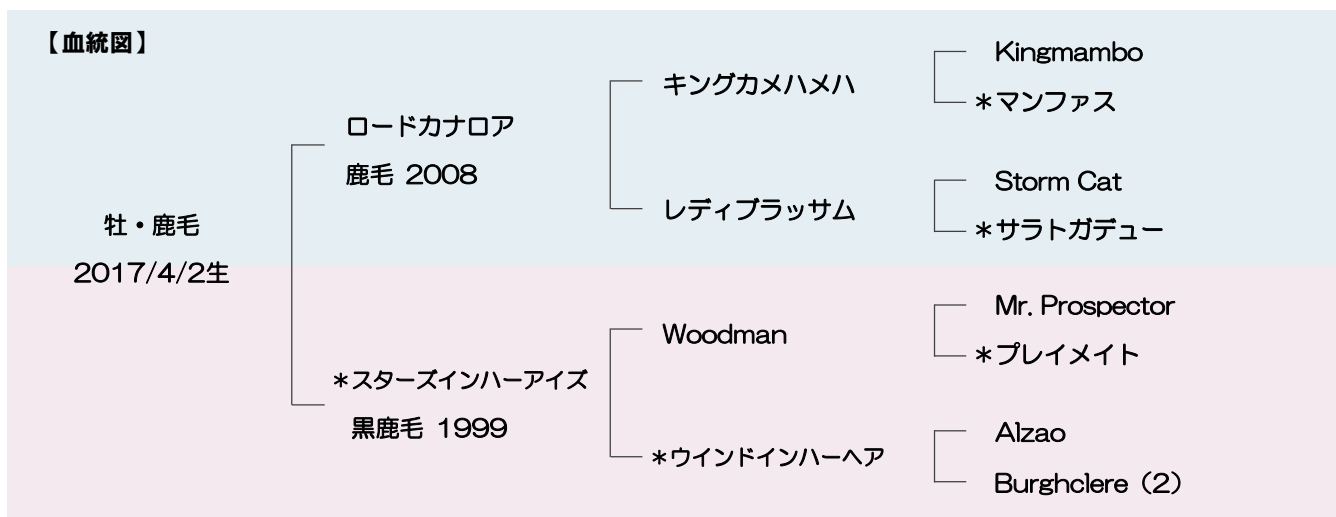 【血統図】
牡・鹿毛
2017/4/2生
ロードカナロア
鹿毛 2008
*スターズインハーアイズ
黒鹿毛 1999
キングカメハメハ
レディブラッサム
Woodman
*ウインドインハーヘア
Kingmambo
*マンファス
Storm Cat
*サラトガデュー
Mr. Prospector
*プレイメイト
Alzao
Burghclere（2）